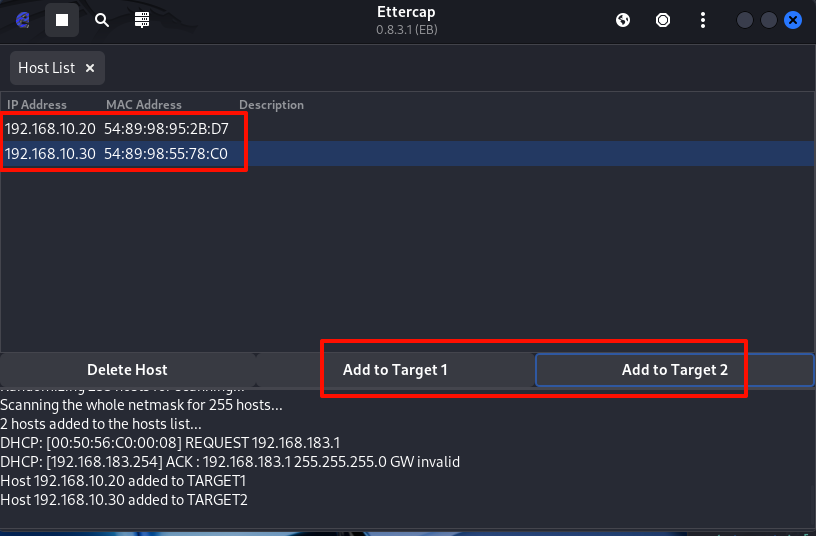 Ettercap
0.8.3.1 (EB)
Host List ×
IP Address MAC Address Description
192.168.10.20 54:89:98:95:2B:D7
192.168.10.30 54:89:98:55:78:C0
Delete Host Add to Target 1 Add to Target 2
Randomizing 255 hosts for scanning...
Scanning the whole netmask for 255 hosts...
2 hosts added to the hosts list...
DHCP: [00:50:56:C0:00:08] REQUEST 192.168.183.1
DHCP: [192.168.183.254] ACK : 192.168.183.1 255.255.255.0 GW invalid
Host 192.168.10.20 added to TARGET1
Host 192.168.10.30 added to TARGET2